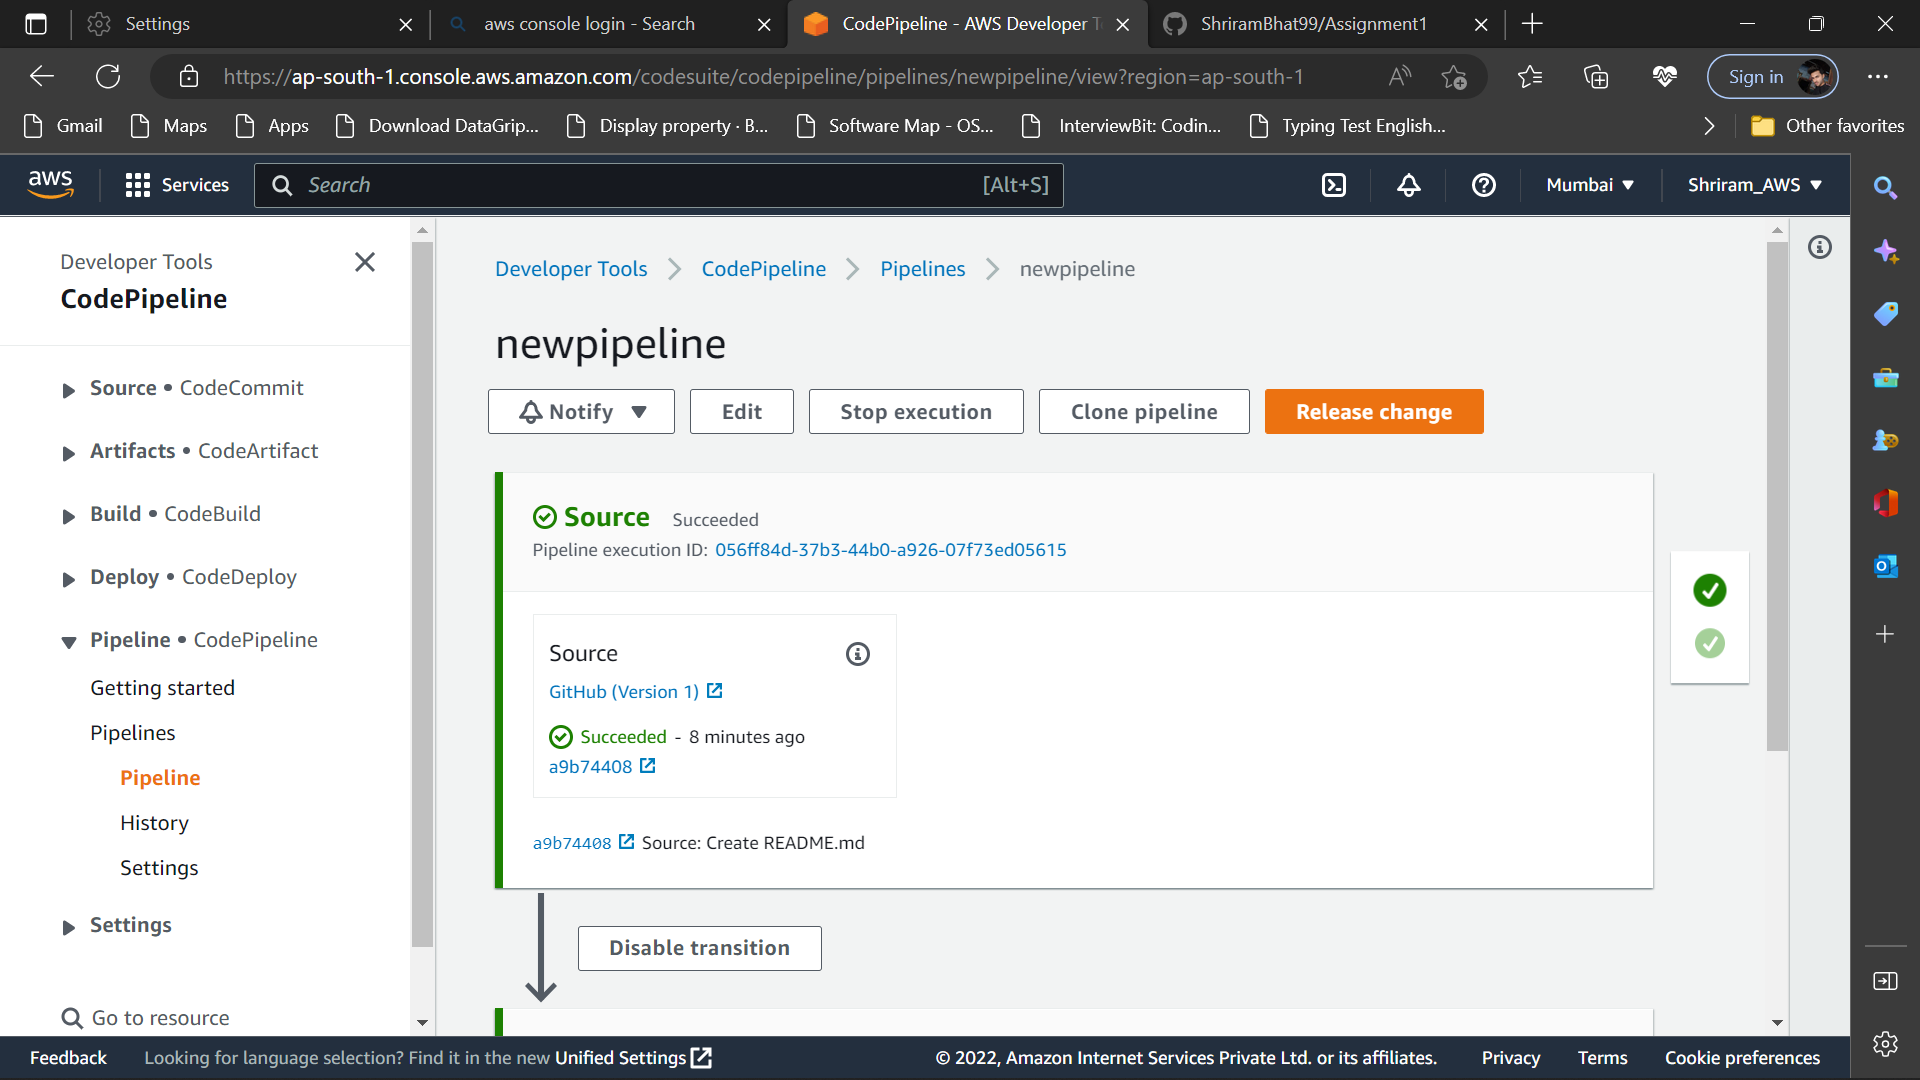 Settings
aws console login - Search
CodePipeline - AWS Developer T
ShriramBhat99/Assignment1
https://ap-south-1.console.aws.amazon.com/codesuite/codepipeline/pipelines/newpipeline/view?region=ap-south-1
Sign in
Gmail
Maps
Apps
Download DataGrip...
Display property · B...
Software Map - OS...
InterviewBit: Codin...
Typing Test English...
Other favorites
aws
Services
Search
[Alt+S]
Mumbai
Shriram_AWS
Developer Tools
CodePipeline
Source • CodeCommit
Artifacts • CodeArtifact
Build • CodeBuild
Deploy • CodeDeploy
Pipeline • CodePipeline
Getting started
Pipelines
Pipeline
History
Settings
Settings
Go to resource
Developer Tools
CodePipeline
Pipelines
newpipeline
newpipeline
Notify
Edit
Stop execution
Clone pipeline
Release change
Source Succeeded
Pipeline execution ID: 056ff84d-37b3-44b0-a926-07f73ed05615
Source
GitHub (Version 1)
Succeeded - 8 minutes ago
a9b74408
a9b74408 Source: Create README.md
Disable transition
Feedback
Looking for language selection? Find it in the new Unified Settings
© 2022, Amazon Internet Services Private Ltd. or its affiliates.
Privacy
Terms
Cookie preferences